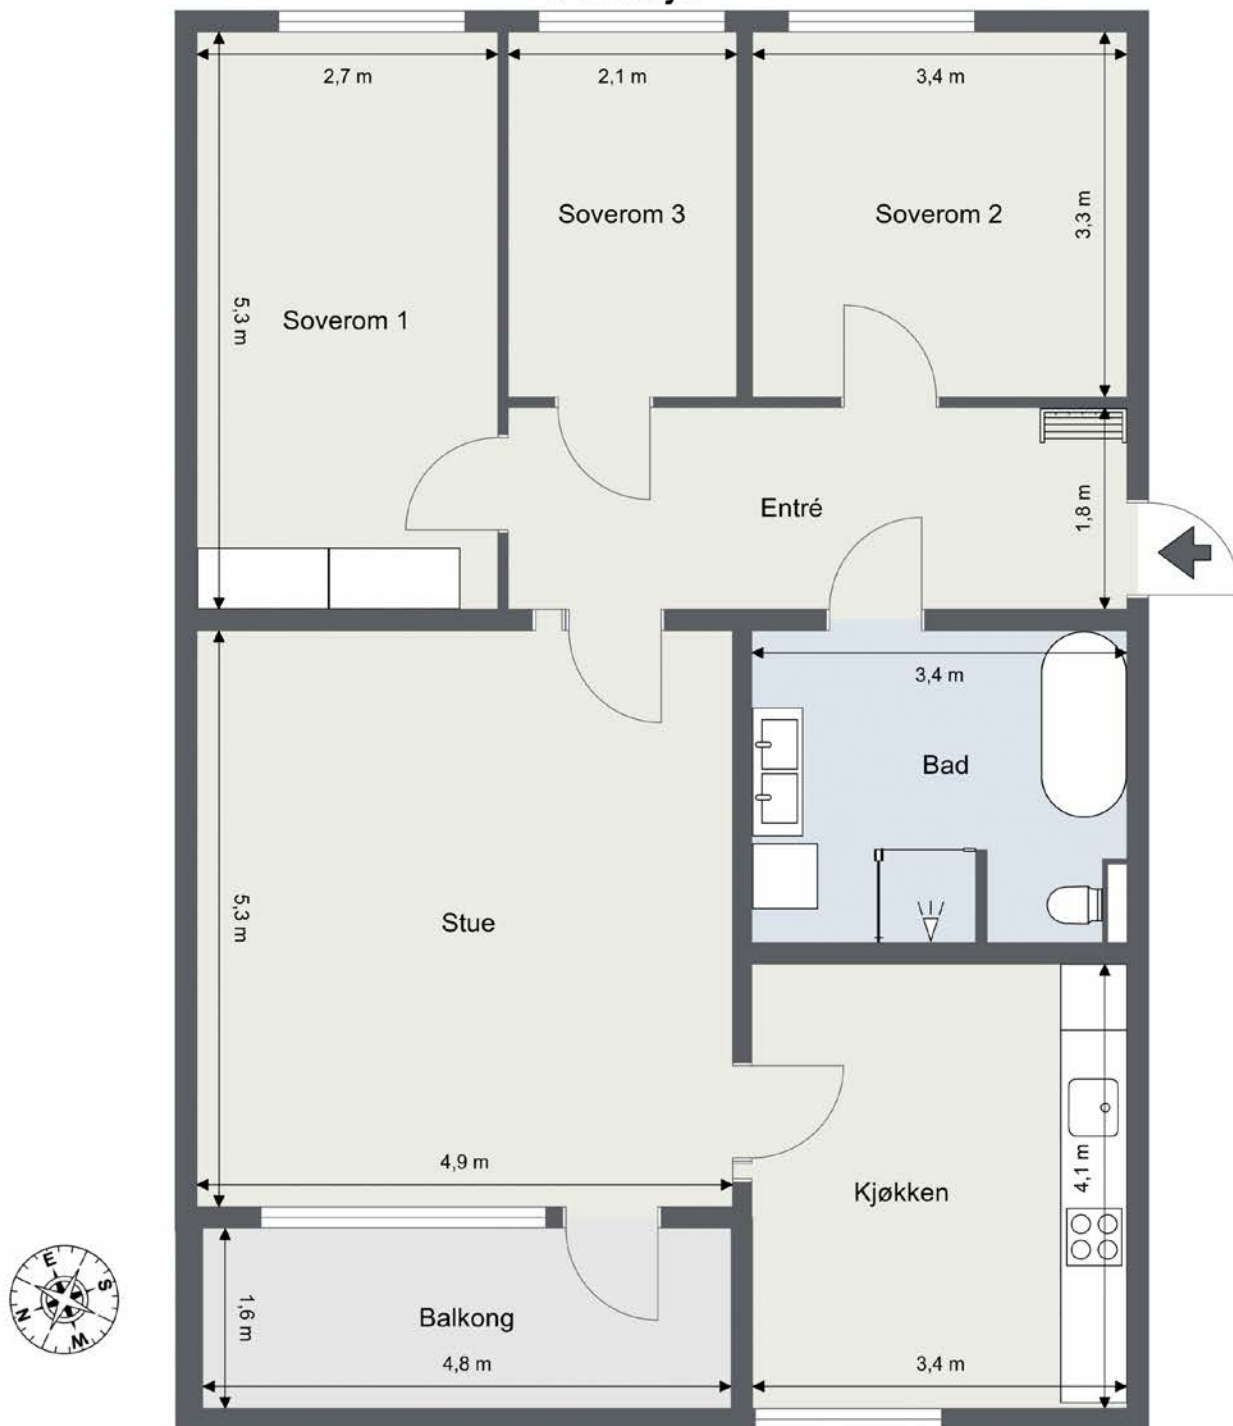 2,7 m
2,1 m
3,4 m
Soverom 3
Soverom 2
3,3 m
5,3 m
Soverom 1
Entré
1,8 m
3,4 m
Bad
5,3 m
Stue
4,9 m
4,1 m
Kjøkken
E
S
N
W
1,6 m
Balkong
4,8 m
3,4 m